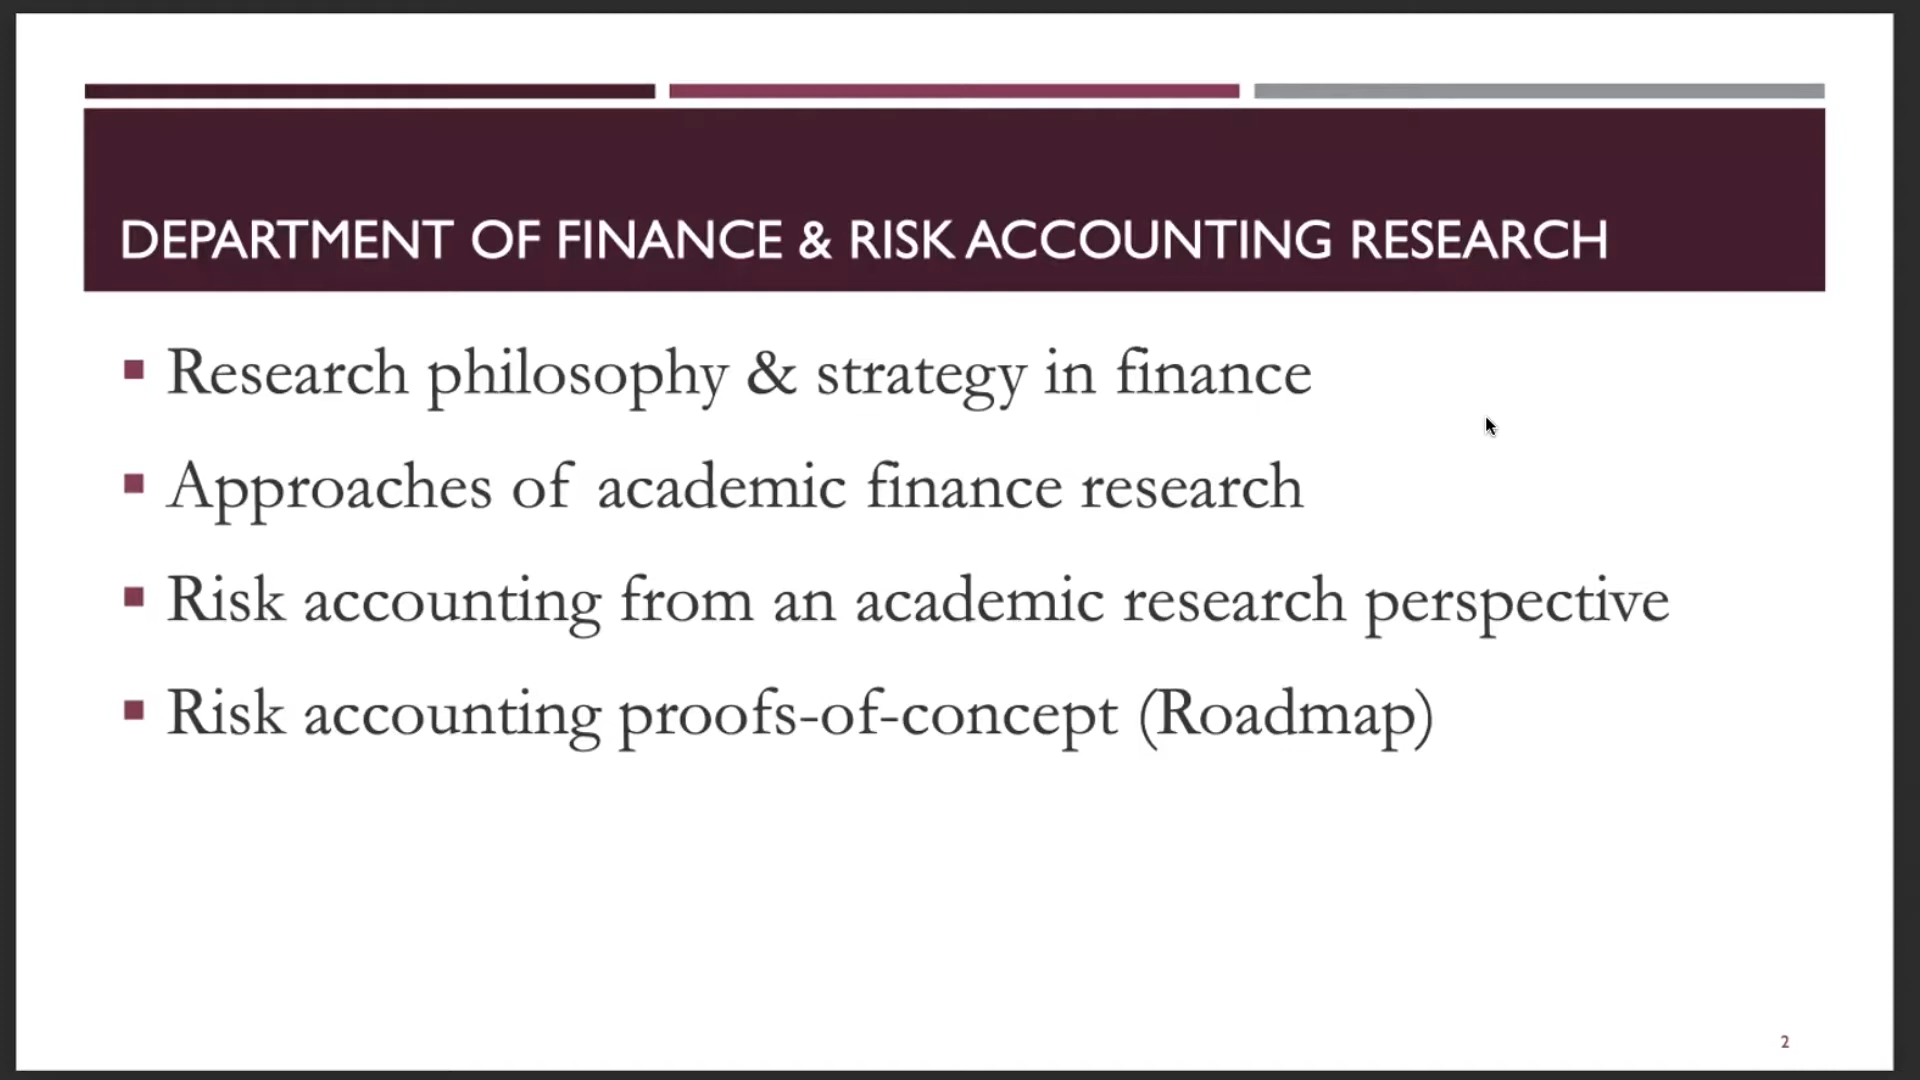 DEPARTMENT OF FINANCE & RISK ACCOUNTING RESEARCH
Research philosophy & strategy in finance
Approaches of academic finance research
Risk accounting from an academic research perspective
Risk accounting proofs-of-concept (Roadmap)
2